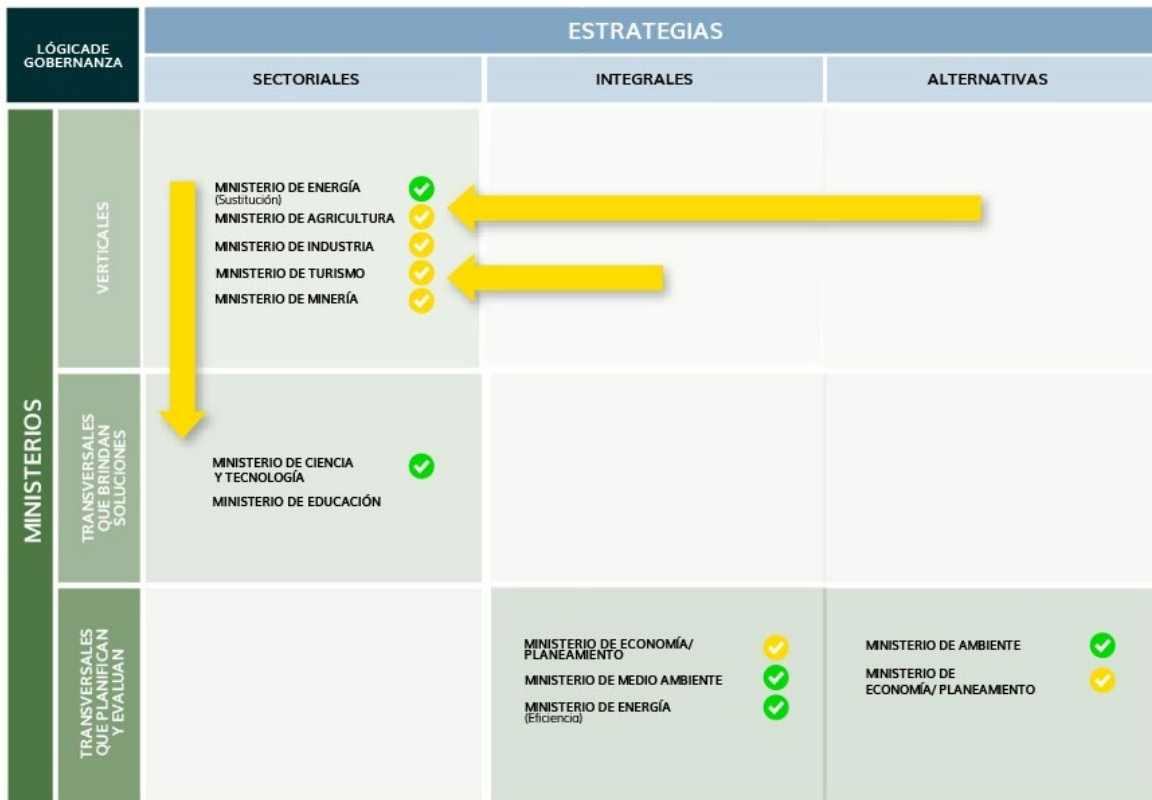 LÓGICADE
GOBERNANZA
ESTRATEGIAS
SECTORIALES
INTEGRALES
ALTERNATIVAS
MINISTERIOS
VERTICALES
MINISTERIO DE ENERGÍA
(Sustitución)
MINISTERIO DE AGRICULTURA
MINISTERIO DE INDUSTRIA
MINISTERIO DE TURISMO
MINISTERIO DE MINERÍA
TRANSVERSALES
QUE BRINDAN
SOLUCIONES
MINISTERIO DE CIENCIA
Y TECNOLOGÍA
MINISTERIO DE EDUCACIÓN
TRANSVERSALES
QUE PLANIFICAN
Y EVALUAN
MINISTERIO DE ECONOMÍA/
PLANEAMIENTO
MINISTERIO DE MEDIO AMBIENTE
MINISTERIO DE ENERGÍA
(Eficiencia)
MINISTERIO DE AMBIENTE
MINISTERIO DE
ECONOMÍA/ PLANEAMIENTO